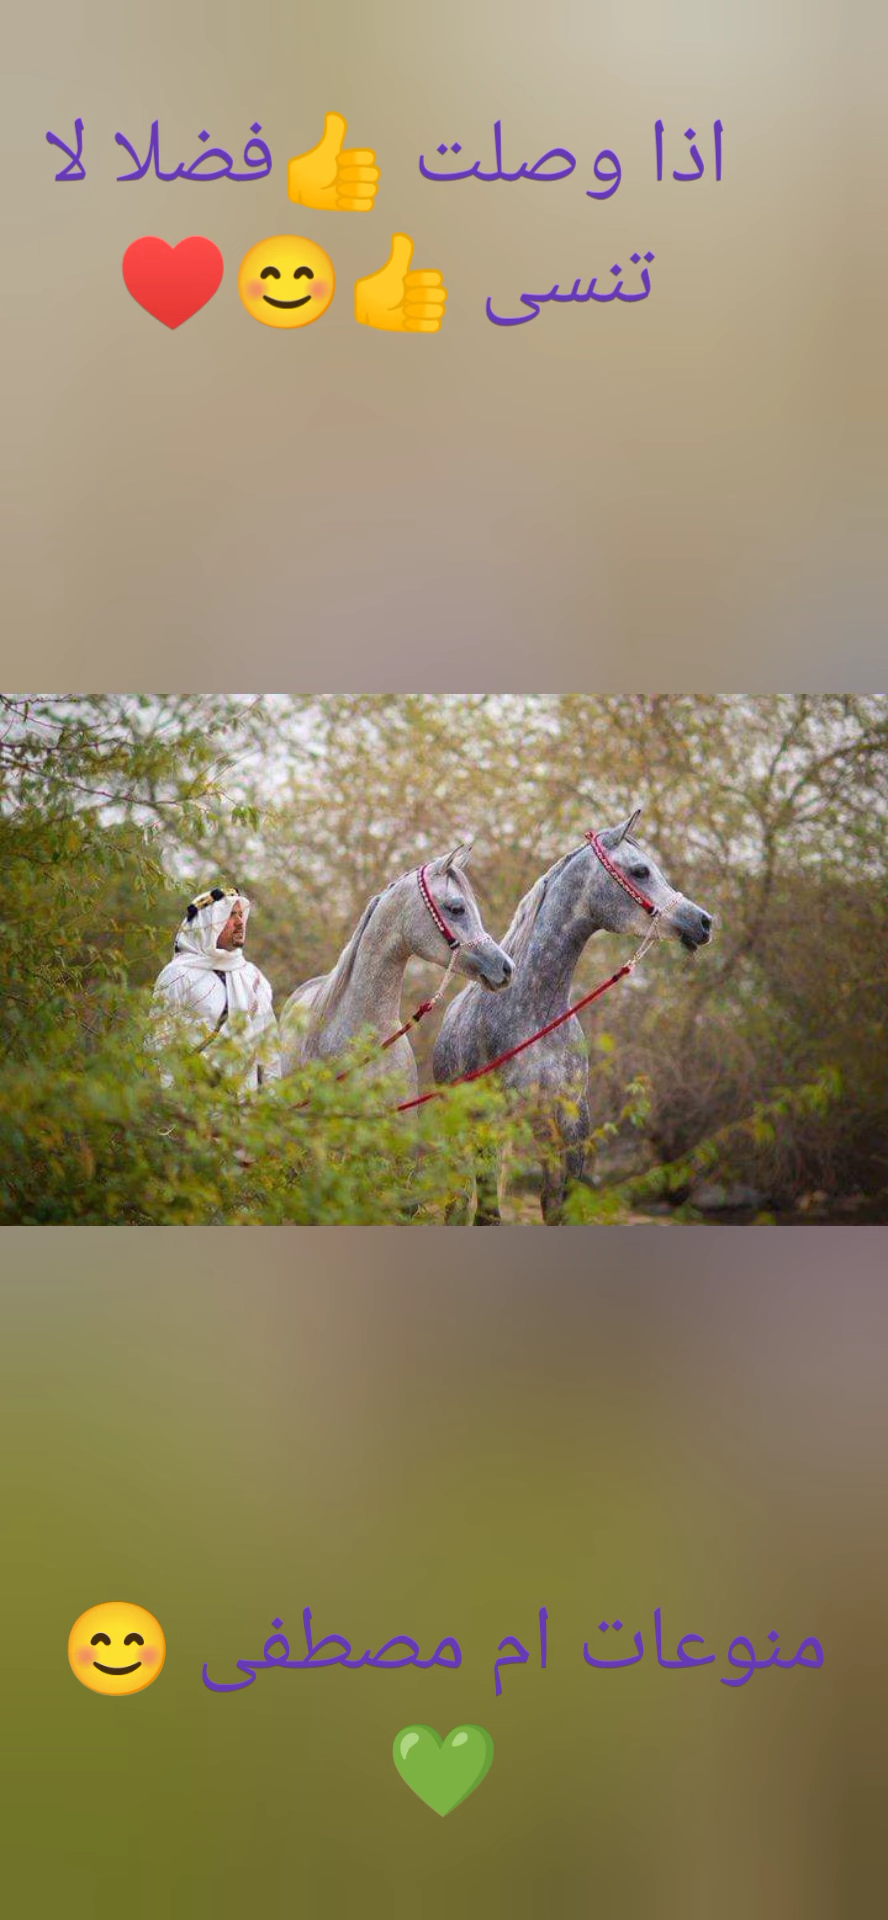 اذا وصلت 👍فضلا لا
تنسى 👍😊❤️
منوعات ام مصطفى 😊
💚